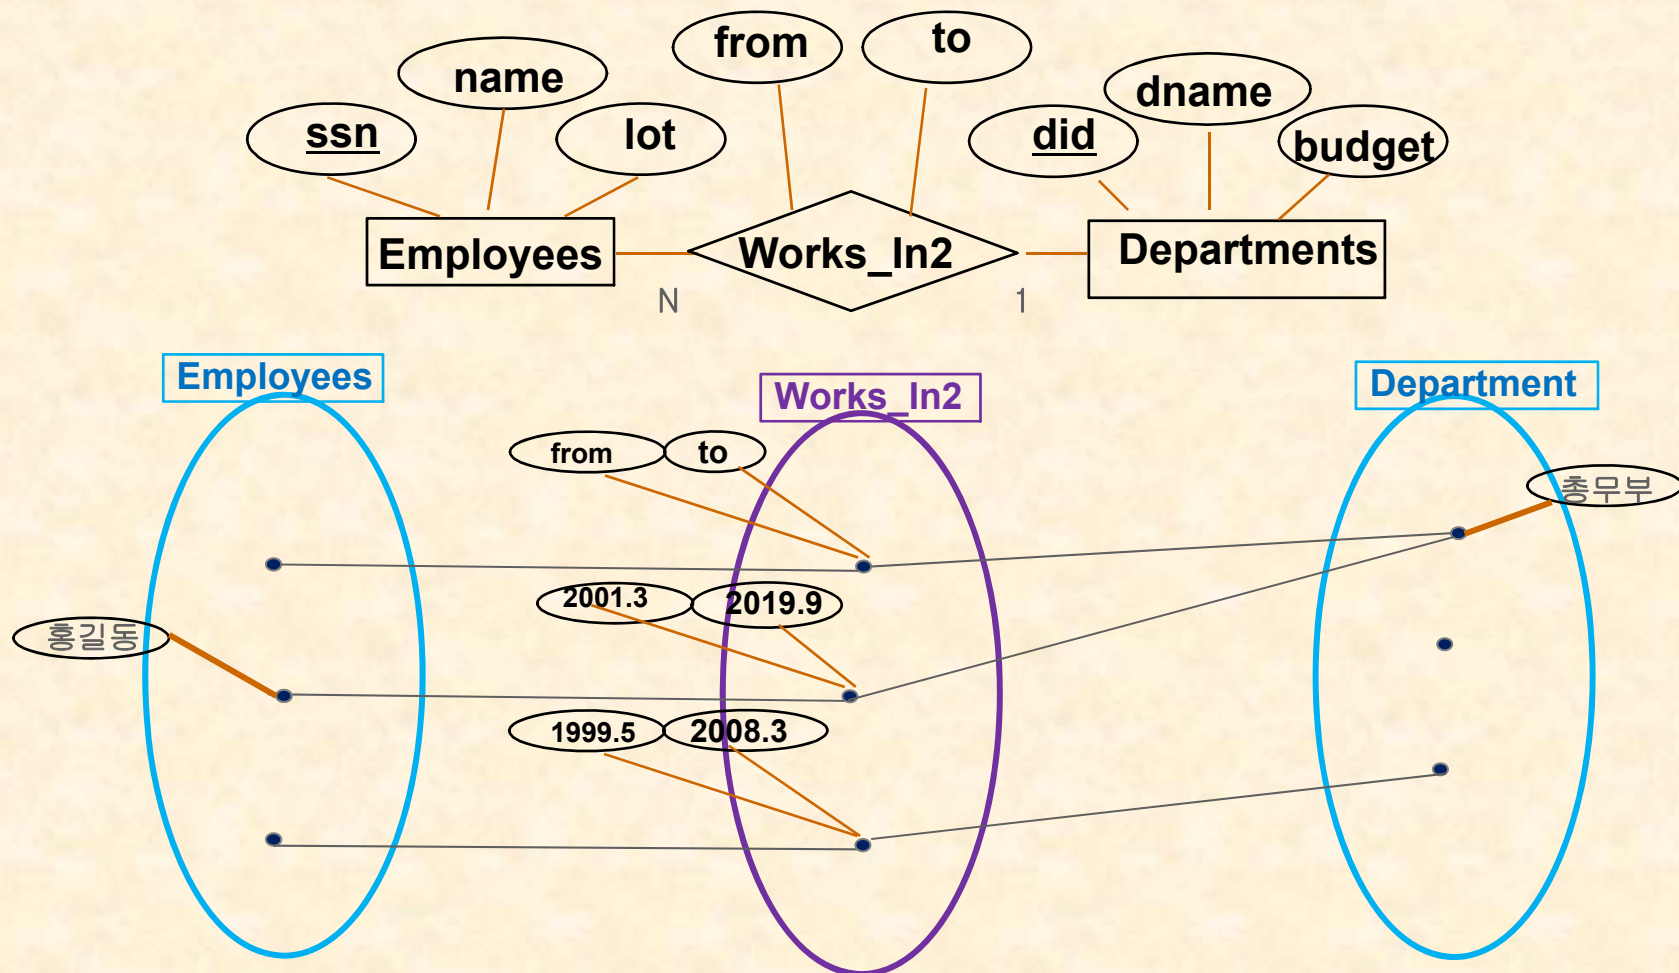 from
to
name
dname
ssn
lot
did
budget
Employees
Works_In2
Departments
N
1
Employees
Works_In2
Department
from
to
총무부
2001.3
2019.9
홍길동
1999.5
2008.3